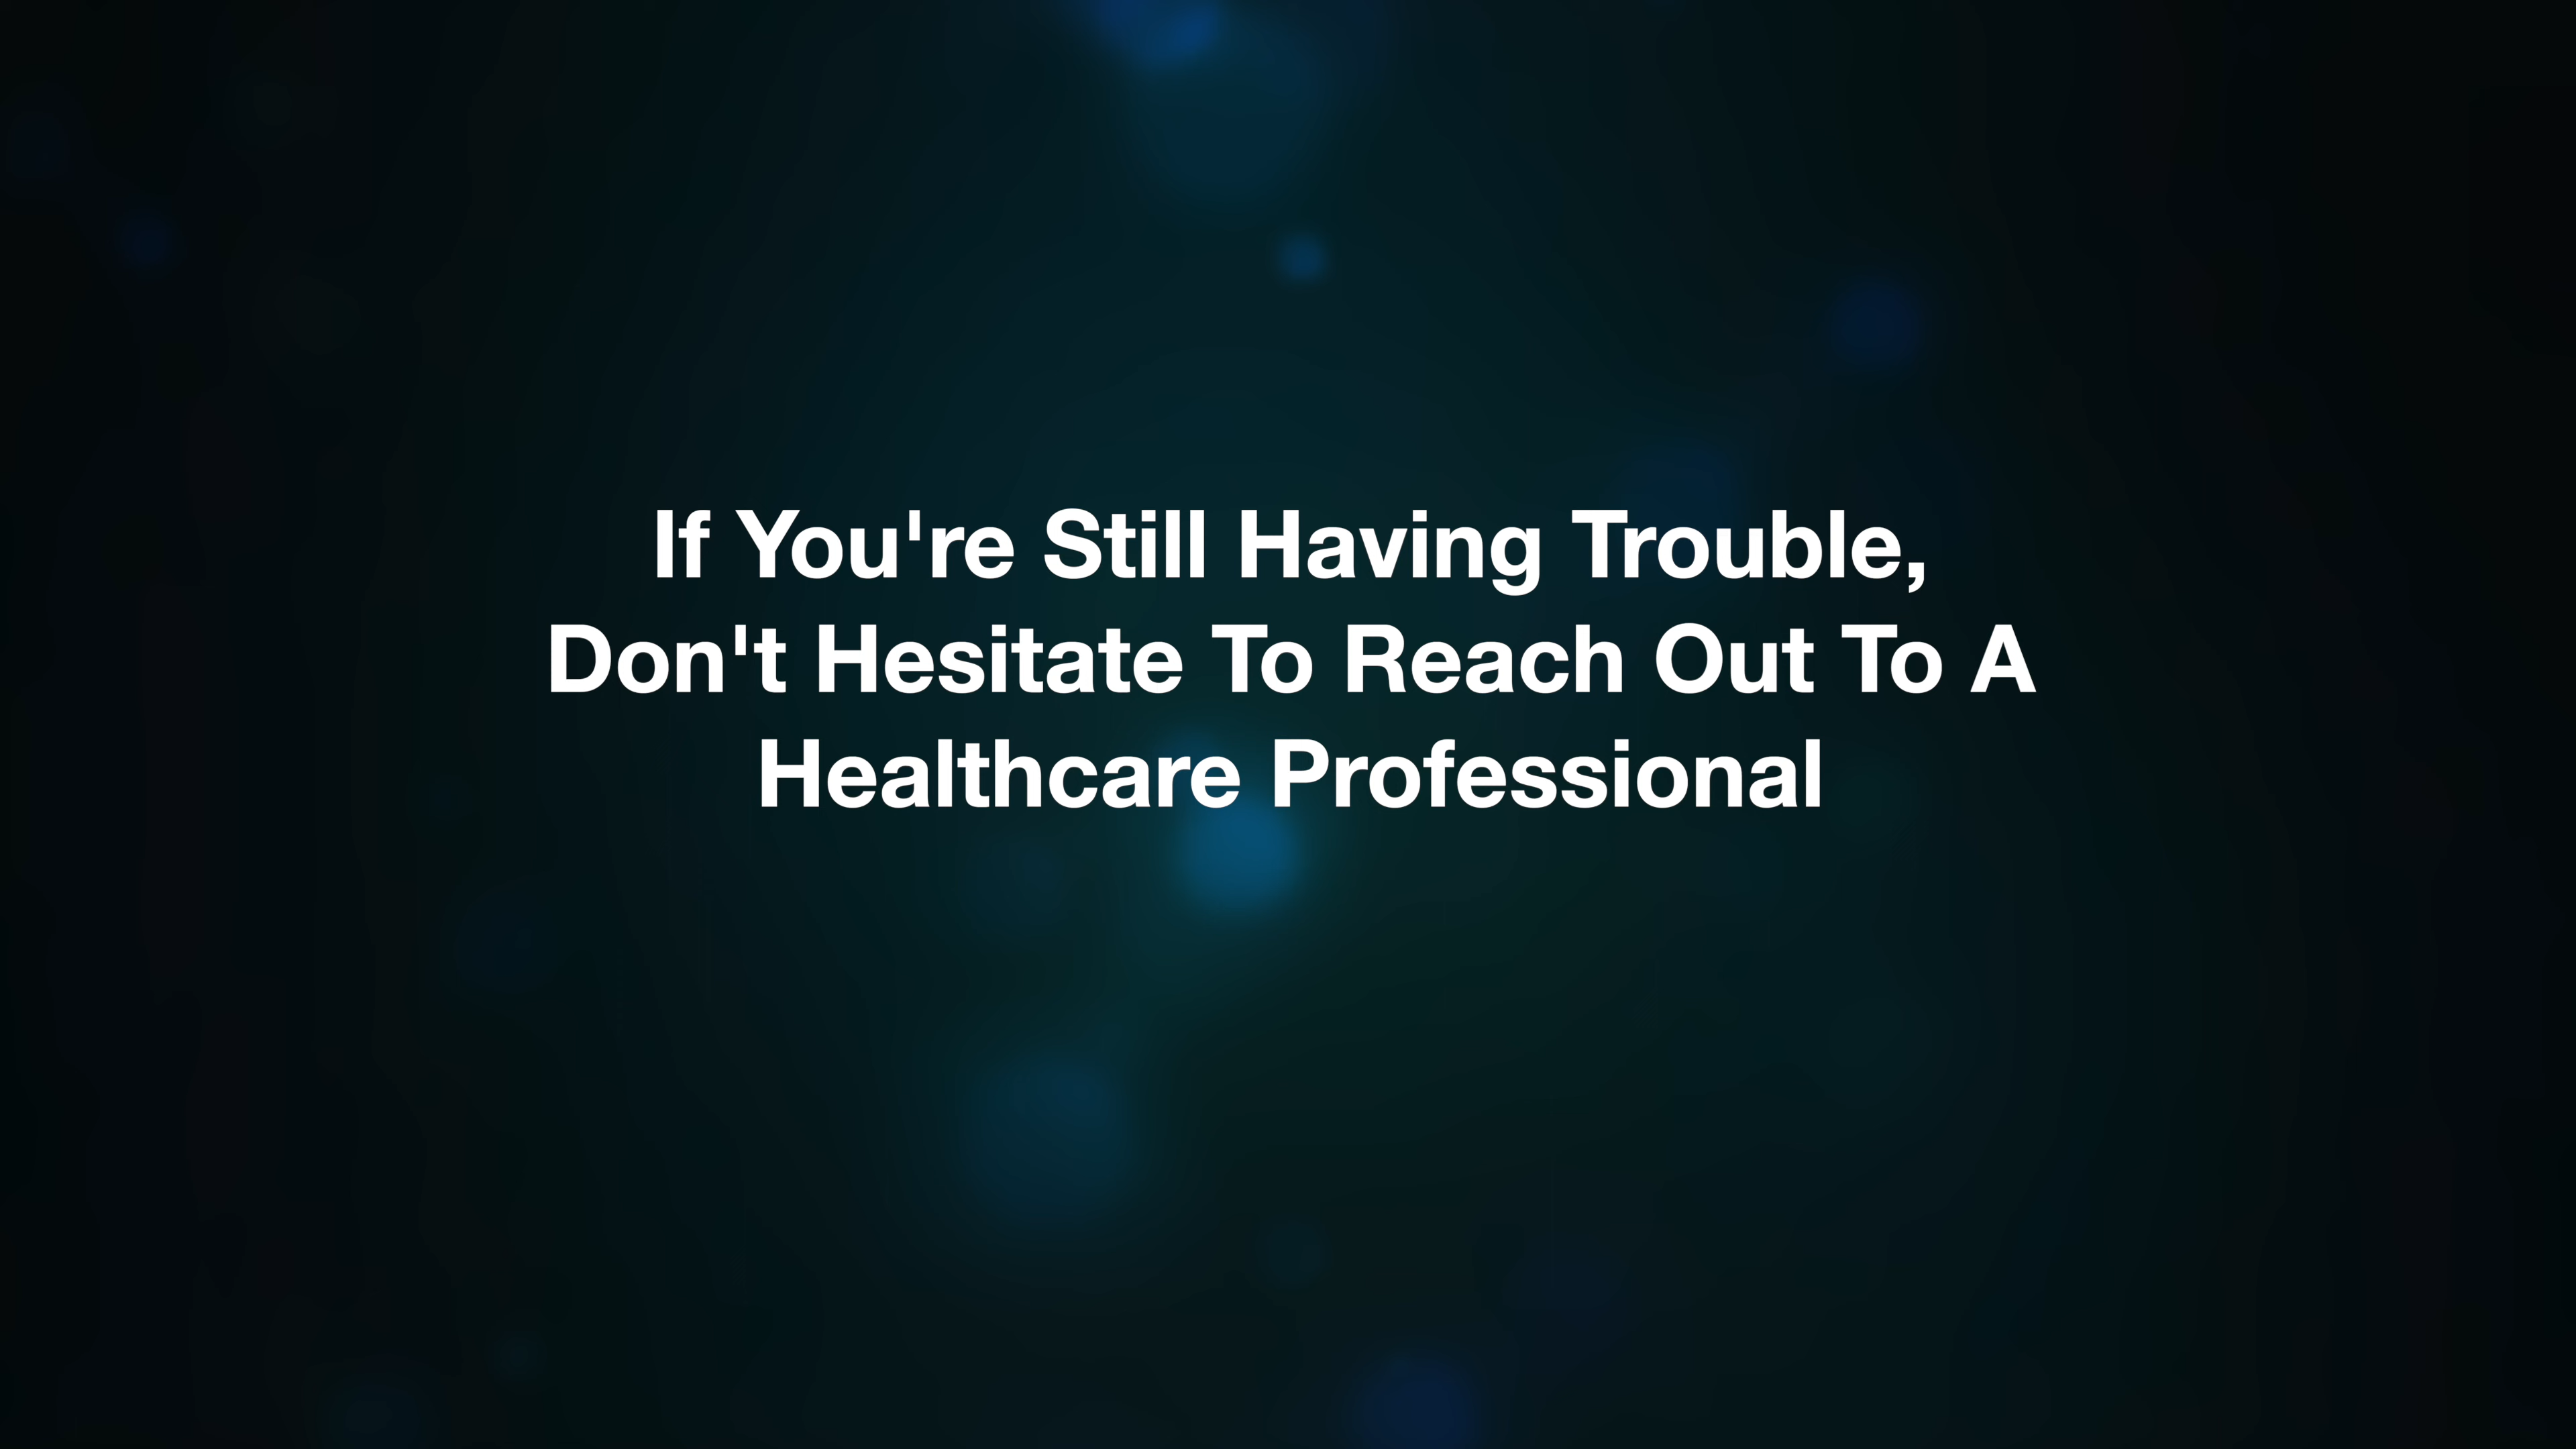 If You're Still Having Trouble,
Don't Hesitate To Reach Out To A
Healthcare Professional